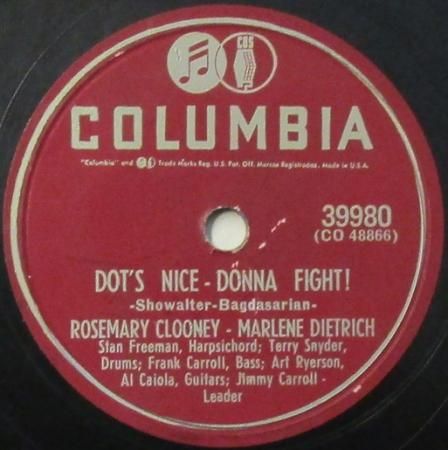 CBS
COLUMBIA
"Columbia" and Trade Marks Reg. U.S. Pat. Off. Marcas Registradas. Made in U.S.A.
39980
(CO 48866)
DOT'S NICE - DONNA FIGHT!
-Showalter-Bagdasarian-
ROSEMARY CLOONEY - MARLENE DIETRICH
Stan Freeman, Harpsichord; Terry Snyder,
Drums; Frank Carroll, Bass; Art Ryerson,
Al Caiola, Guitars; Jimmy Carroll -
Leader